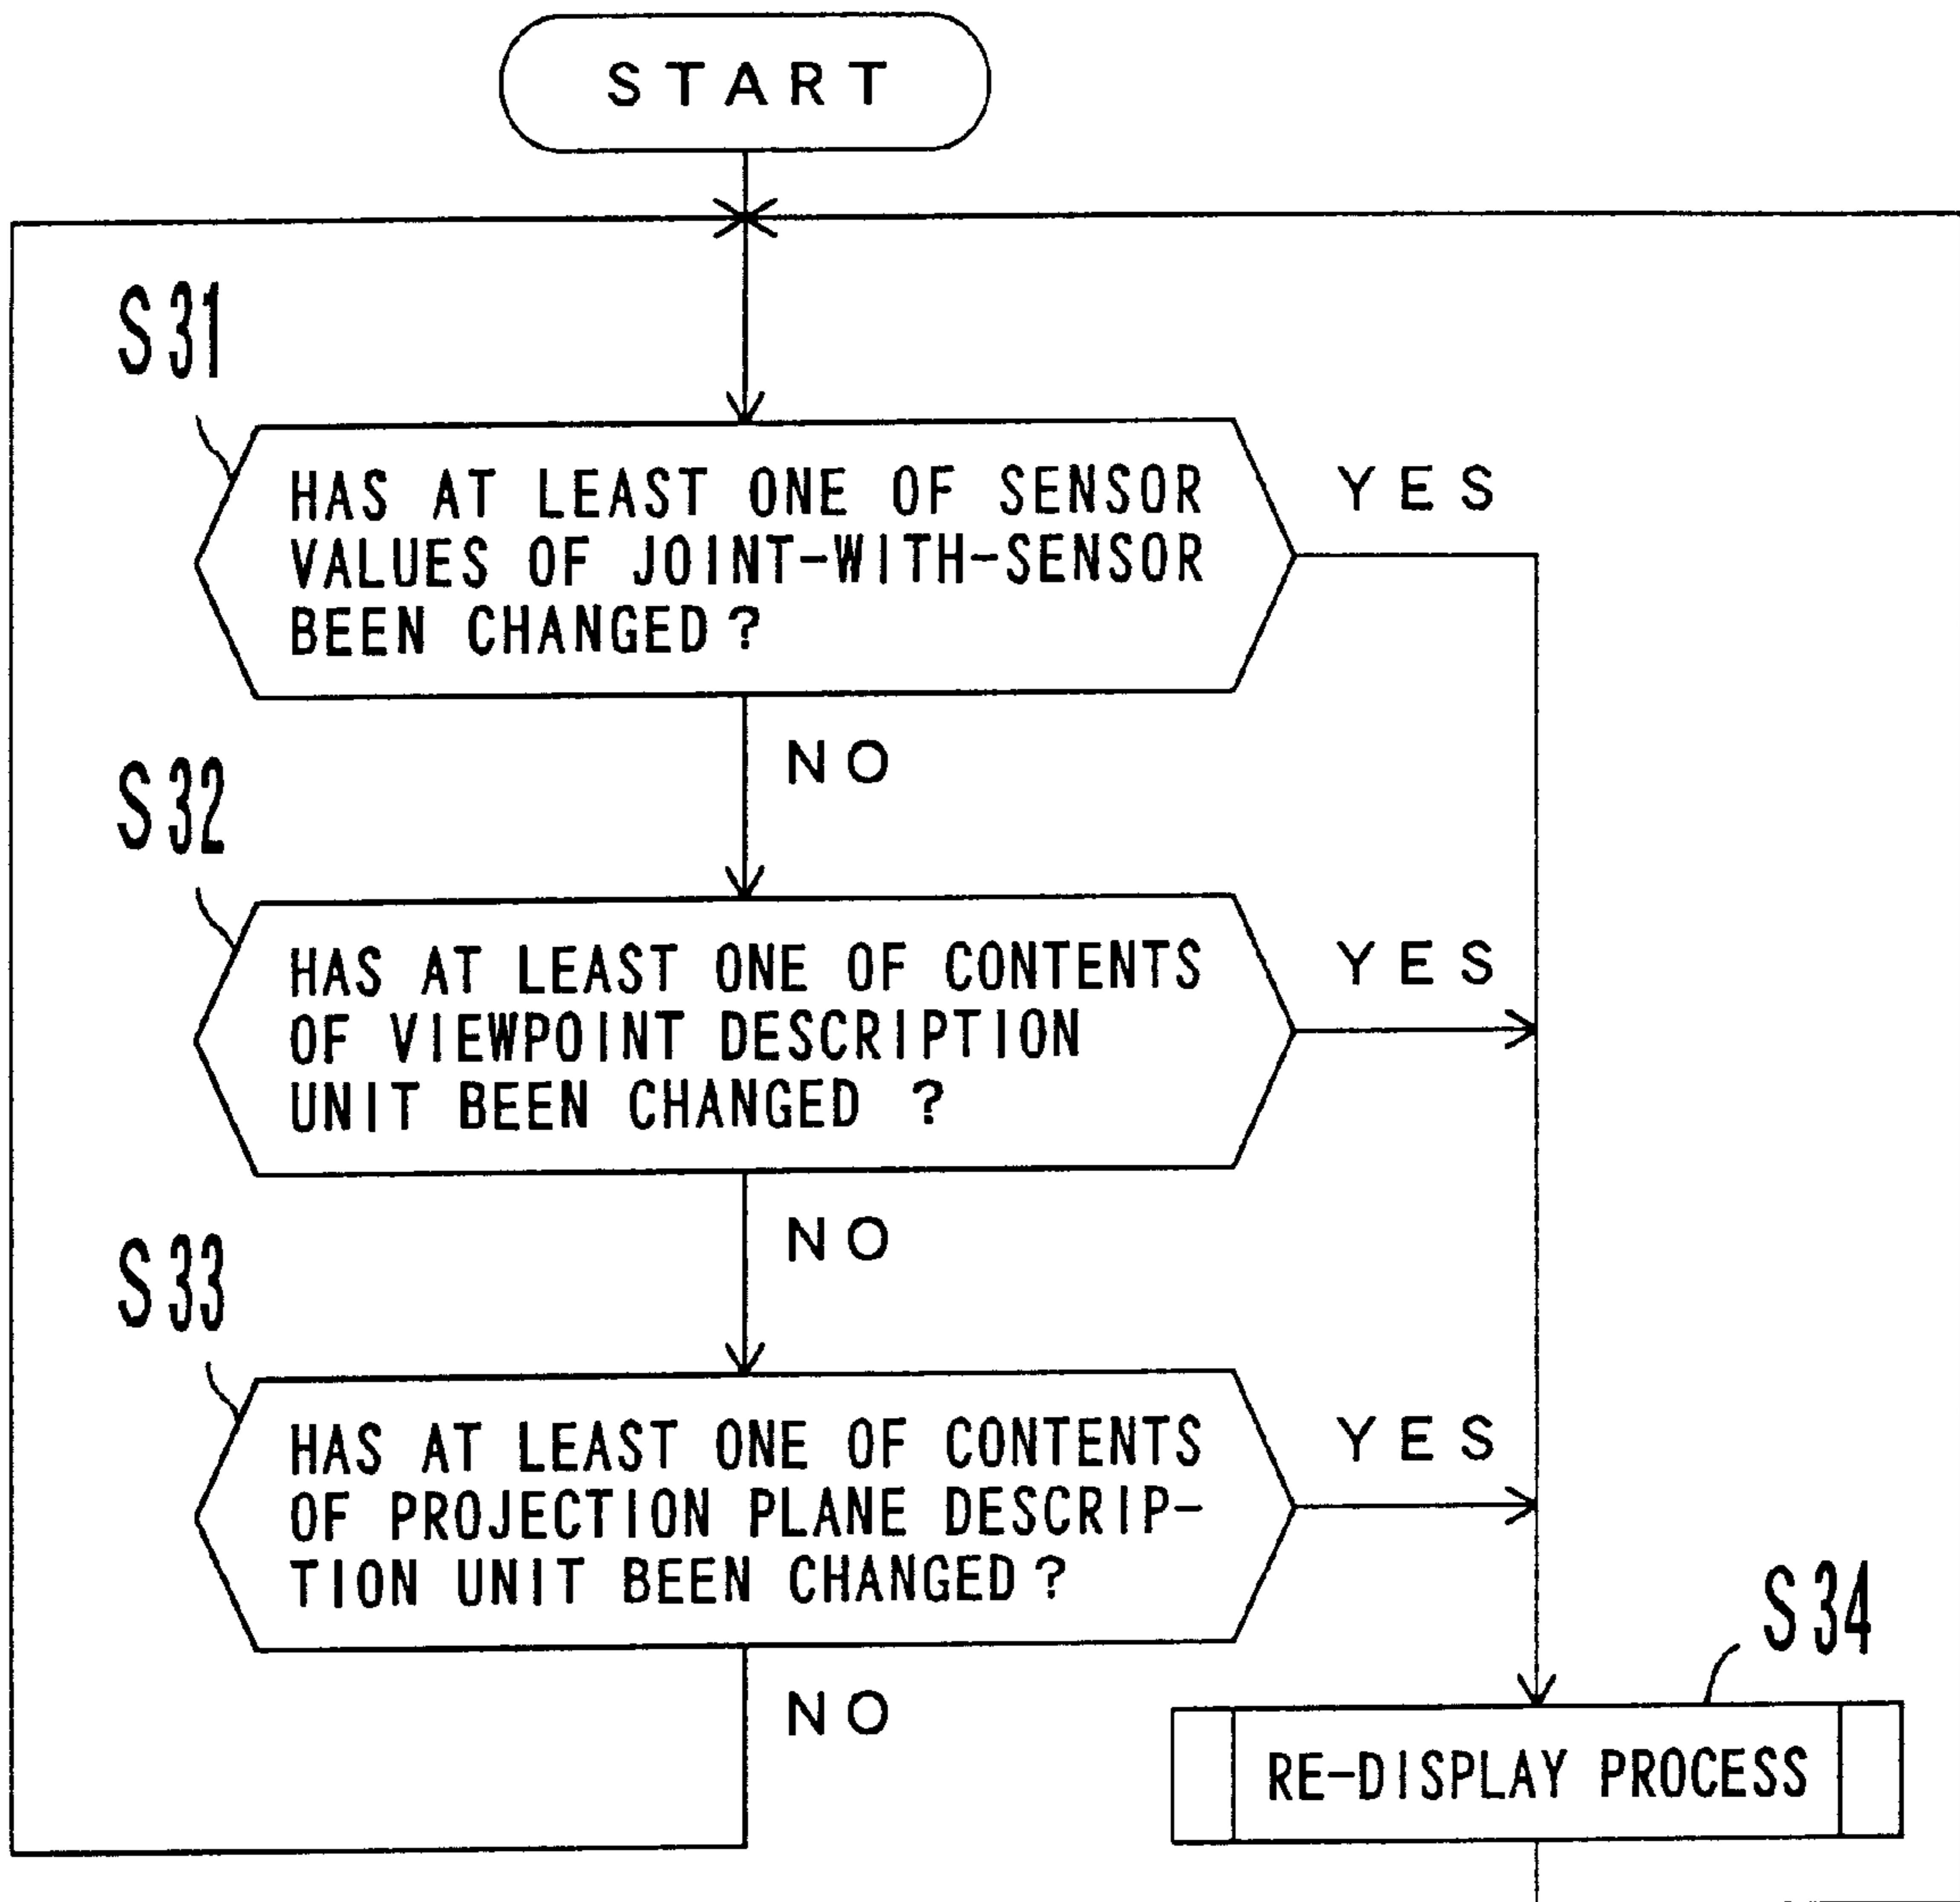 START
S31
HAS AT LEAST ONE OF SENSOR
VALUES OF JOINT-WITH-SENSOR
BEEN CHANGED?
YES
NO
S32
HAS AT LEAST ONE OF CONTENTS
OF VIEWPOINT DESCRIPTION
UNIT BEEN CHANGED ?
YES
NO
S33
HAS AT LEAST ONE OF CONTENTS
OF PROJECTION PLANE DESCRIP-
TION UNIT BEEN CHANGED?
YES
NO
S34
RE-DISPLAY PROCESS